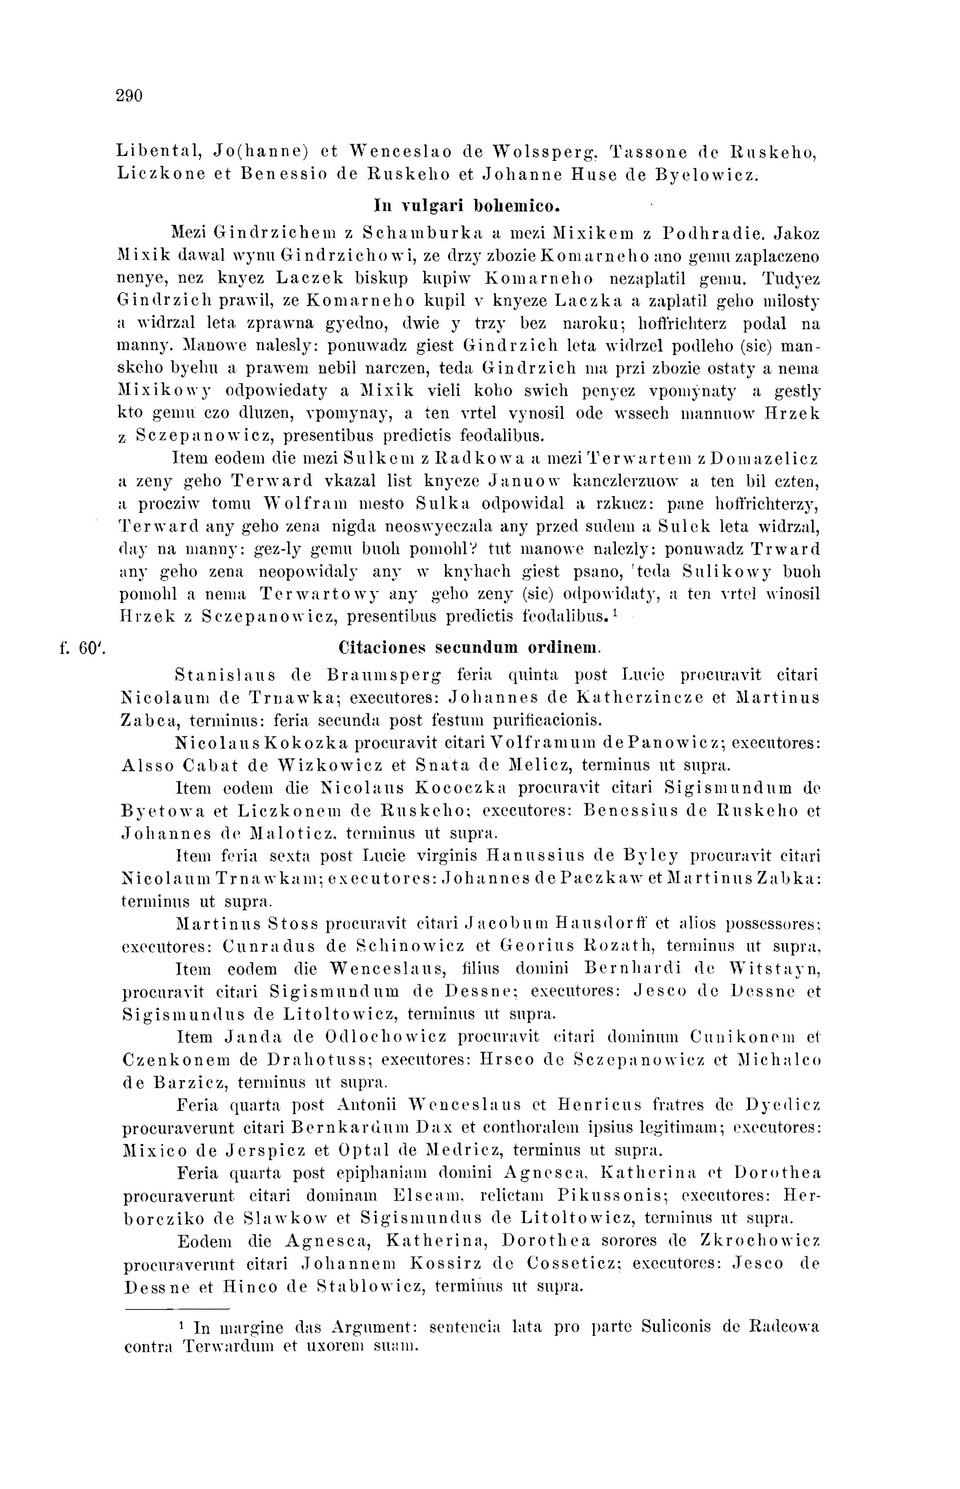 290
Libental, Jo(hanne) et Wenceslao de Wolssperg, Tassone de Ruskeho,
Liczkone et Benessio de Ruskeho et Johanne Huse de Byelowicz.
In vulgari bohemico.
Mezi Gindrzichem z Schamburka a mezi Mixikem z Podhradie. Jakoz
Mixik dawal wynu Gindrzichowi, ze drzy zbozie Komarneho ano gemu zaplaczeno
nenye, nez knyez Laczek biskup kupiw Komarneho nezaplatil gemu. Tudyez
Gindrzich prawil, ze Komarneho kupil v knyeze Laczka a zaplatil geho milosty
a widrzal leta zprawna gyedno, dwie y trzy bez naroku; hoffrichterz podal na
manny. Manowe nalesly: ponuwadz giest Gindrzich leta widrzel podleho (sic) man-
skeho byehu a prawem nebil narczen, teda Gindrzich ma przi zbozie ostaty a nema
Mixikowy odpowiedaty a Mixik vieli koho swich penyez vpomynaty a gestly
kto gemu czo dluzen, vpomynay, a ten vrtel vynosil ode wssech mannuow Hrzek
z Sczepanowicz, presentibus predictis feodalibus.
Item eodem die mezi Sulkem z Radkowa a mezi Terwartem z Domazelicz
a zeny geho Terward vkazal list knyeze Januow kanczlerzuow a ten bil czten,
a procziw tomu Wolfram mesto Sulka odpowidal a rzkucz: pane hoffrichterzy,
Terward any geho zena nigda neoswyeczala any przed sudem a Sulek leta widrzal,
day na manny: gez-ly gemu buoh pomohl? tut manowe nalezly: ponuwadz Trward
any geho zena neopowidaly any w knyhach giest psano, teda Sulikowy buoh
pomohl a nema Terwartowy any geho zeny (sic) odpowidaty, a ten vrtel winosil
Hrzek z Sczepanowicz, presentibus predictis feodalibus. ¹
f. 60′. Citaciones secundum ordinem.
Stanislaus de Braumsperg feria quinta post Lucie procuravit citari
Nicolaum de Trnawka; executores: Johannes de Katherzincze et Martinus
Zabca, terminus: feria secunda post festum purificacionis.
Nicolaus Kokozka procuravit citari Volframum de Panowicz; executores:
Alsso Cabat de Wizkowicz et Snata de Melicz, terminus ut supra.
Item eodem die Nicolaus Kococzka procuravit citari Sigismundum de
Byetowa et Liczkonem de Ruskeho; executores: Benessius de Ruskeho et
Johannes de Maloticz, terminus ut supra.
Item feria sexta post Lucie virginis Hanussius de Byley procuravit citari
Nicolaum Trnawkam; executores: Johannes de Paczkaw et Martinus Zabka:
terminus ut supra.
Martinus Stoss procuravit citari Jacobum Hausdorff et alios possessores;
executores: Cunradus de Schinowicz et Georius Rozath, terminus ut supra,
Item eodem die Wenceslaus, filius domini Bernhardi de Witstayn,
procuravit citari Sigismundum de Dessne; executores: Jesco de Dessne et
Sigismundus de Litoltowicz, terminus ut supra.
Item Janda de Odlochowicz procuravit citari dominum Cunikonem et
Czenkonem de Drahotuss; executores: Hrsco de Sczepanowicz et Michalco
de Barzicz, terminus ut supra.
Feria quarta post Antonii Wenceslaus et Henricus fratres de Dyedicz
procuraverunt citari Bernkardum Dax et conthoralem ipsius legitimam; executores:
Mixico de Jerspicz et Optal de Medricz, terminus ut supra.
Feria quarta post epiphaniam domini Agnesca, Katherina et Dorothea
procuraverunt citari dominam Elscam, relictam Pikussonis; executores: Her-
borcziko de Slawkow et Sigismundus de Litoltowicz, terminus ut supra.
Eodem die Agnesca, Katherina, Dorothea sorores de Zkrochowicz
procuraverunt citari Johannem Kossirz de Cosseticz; executores: Jesco de
Dessne et Hinco de Stablowicz, terminus ut supra.
¹ In margine das Argument: sentencia lata pro parte Suliconis de Radcowa
contra Terwardum et uxorem suam.